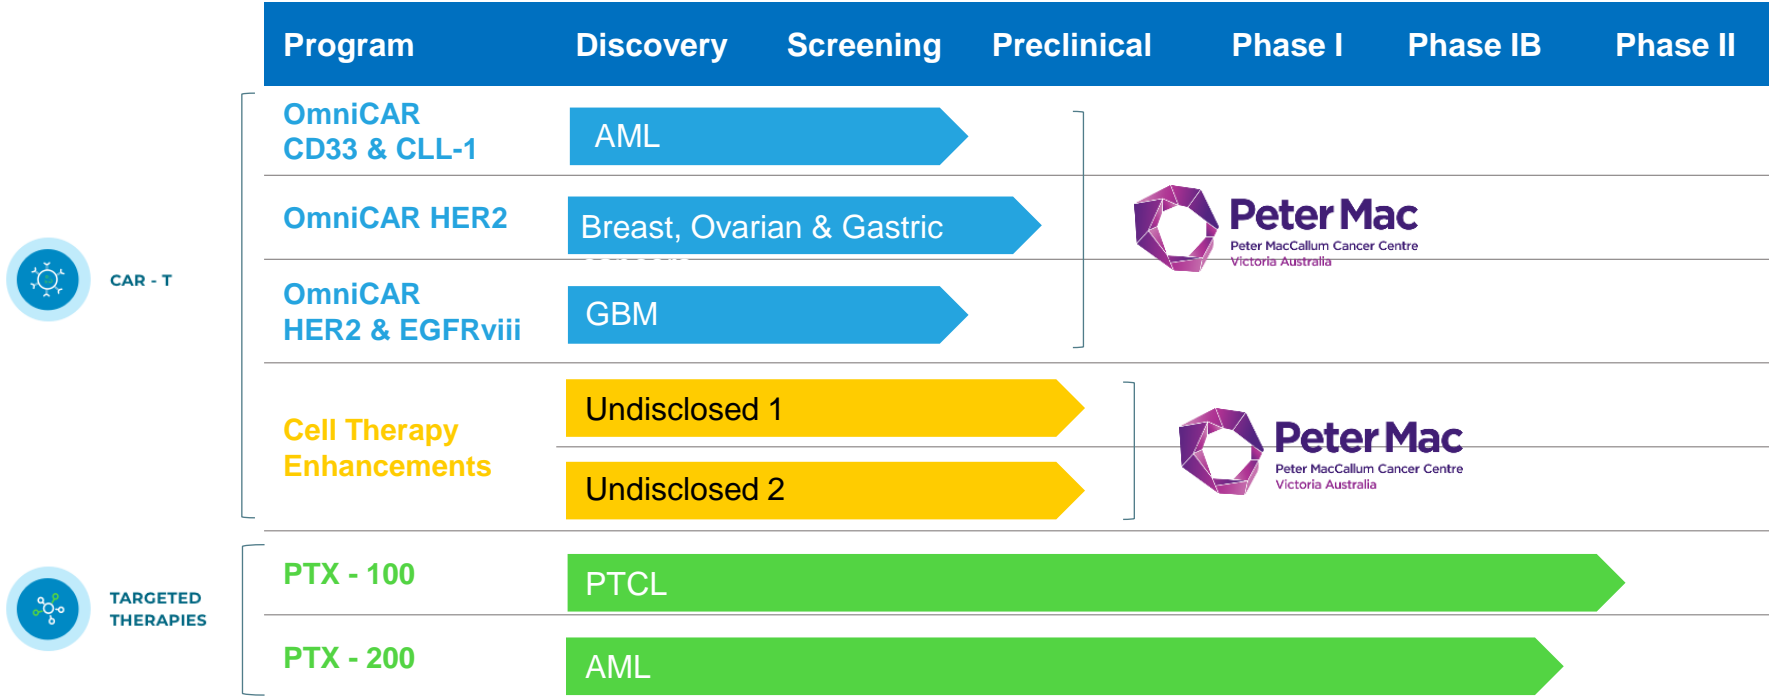 Program Discovery Screening Preclinical Phase I Phase IB Phase II
OmniCAR
CD33 & CLL-1
AML
OmniCAR HER2
Breast, Ovarian & Gastric
OmniCAR
HER2 & EGFRviii
GBM
Peter Mac
Peter MacCallum Cancer Centre
Victoria Australia
CAR - T
Cell Therapy
Enhancements
Undisclosed 1
Undisclosed 2
Peter Mac
Peter MacCallum Cancer Centre
Victoria Australia
TARGETED
THERAPIES
PTX - 100
PTCL
PTX - 200
AML